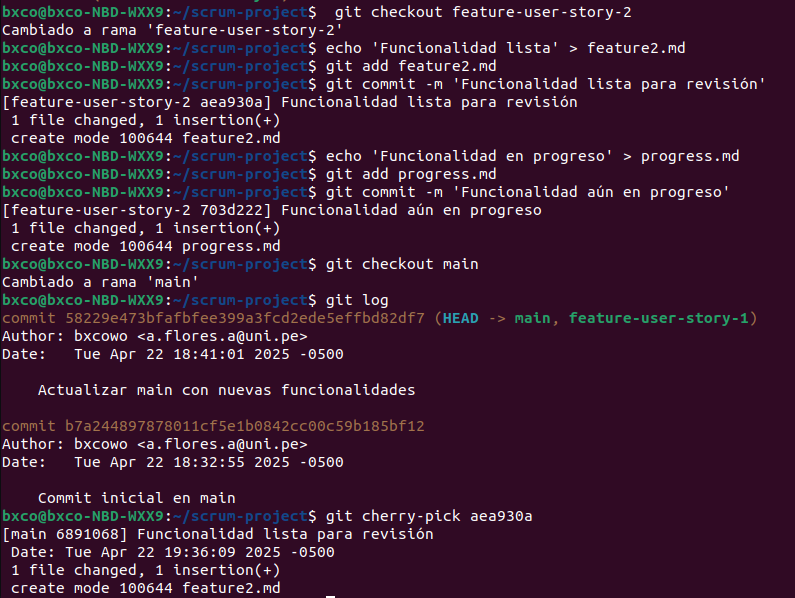 bxco@bxco-NBD-WXX9:~/scrum-project$  git checkout feature-user-story-2
Cambiado a rama 'feature-user-story-2'
bxco@bxco-NBD-WXX9:~/scrum-project$ echo 'Funcionalidad lista' > feature2.md
bxco@bxco-NBD-WXX9:~/scrum-project$ git add feature2.md
bxco@bxco-NBD-WXX9:~/scrum-project$ git commit -m 'Funcionalidad lista para revisión'
[feature-user-story-2 aea930a] Funcionalidad lista para revisión
 1 file changed, 1 insertion(+)
 create mode 100644 feature2.md
bxco@bxco-NBD-WXX9:~/scrum-project$ echo 'Funcionalidad en progreso' > progress.md
bxco@bxco-NBD-WXX9:~/scrum-project$ git add progress.md
bxco@bxco-NBD-WXX9:~/scrum-project$ git commit -m 'Funcionalidad aún en progreso'
[feature-user-story-2 703d222] Funcionalidad aún en progreso
 1 file changed, 1 insertion(+)
 create mode 100644 progress.md
bxco@bxco-NBD-WXX9:~/scrum-project$ git checkout main
Cambiado a rama 'main'
bxco@bxco-NBD-WXX9:~/scrum-project$ git log
commit 58229e473bfafbfee399a3fcd2ede5effbd82df7 (HEAD -> main, feature-user-story-1)
Author: bxcowo <a.flores.a@uni.pe>
Date:   Tue Apr 22 18:41:01 2025 -0500

    Actualizar main con nuevas funcionalidades

commit b7a244897878011cf5e1b0842cc00c59b185bf12
Author: bxcowo <a.flores.a@uni.pe>
Date:   Tue Apr 22 18:32:55 2025 -0500

    Commit inicial en main
bxco@bxco-NBD-WXX9:~/scrum-project$ git cherry-pick aea930a
[main 6891068] Funcionalidad lista para revisión
 Date: Tue Apr 22 19:36:09 2025 -0500
 1 file changed, 1 insertion(+)
 create mode 100644 feature2.md